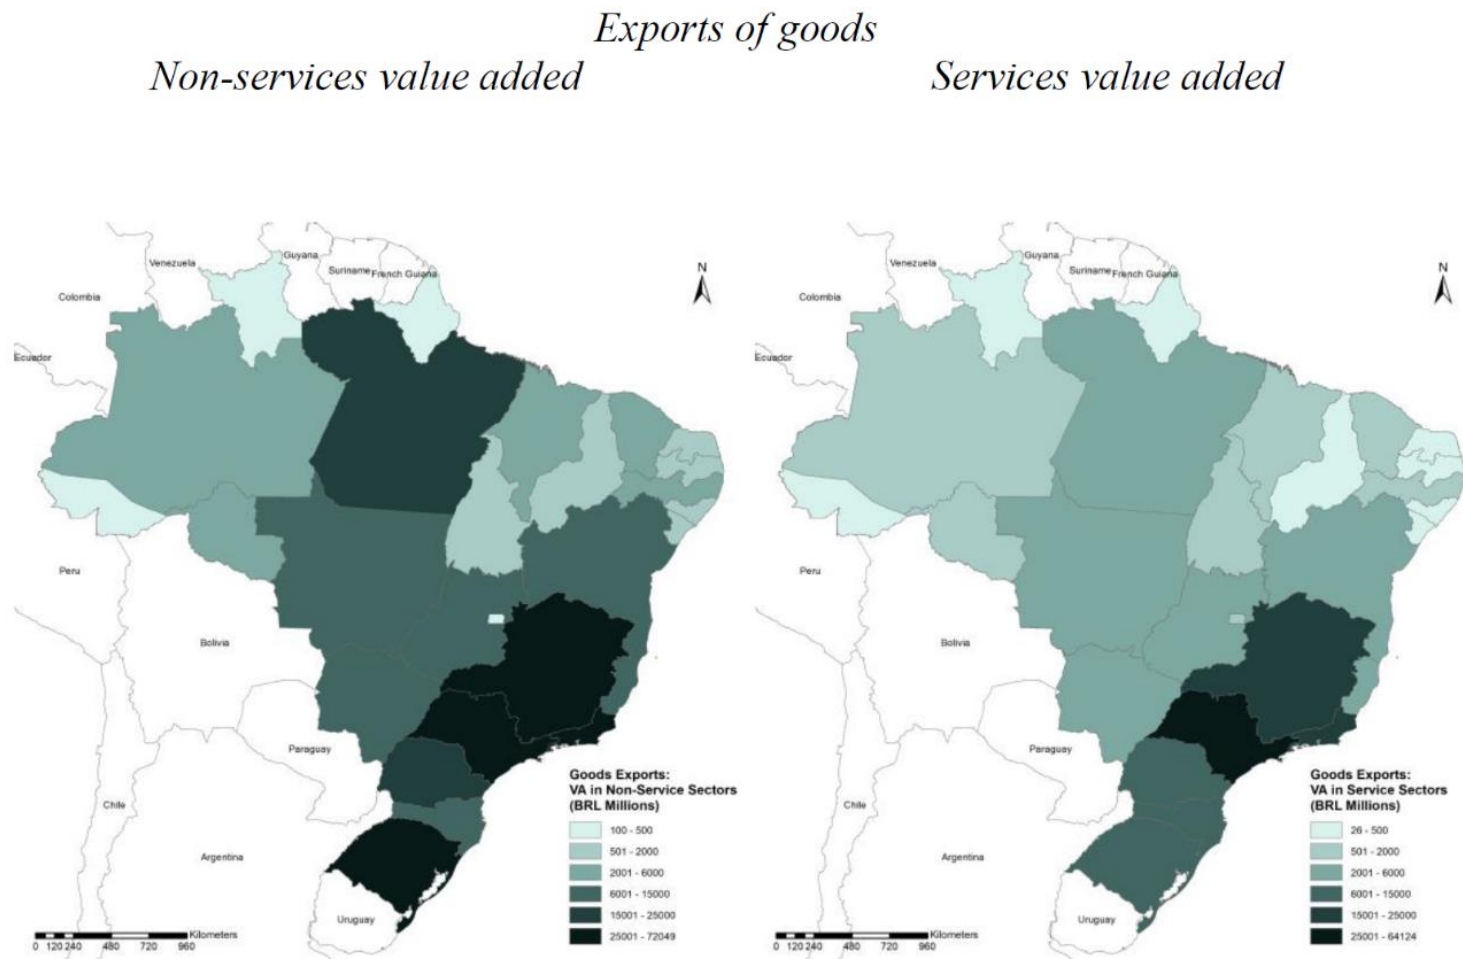 Exports of goods
Non-services value added
Services value added
Guyana
Venezuela
Suriname
French Guiana
Colombia
N
Ecuador
Peru
Bolivia
Paraguay
Chile
Argentina
Uruguay
Goods Exports:
VA in Non-Service Sectors
(BRL Millions)
100 - 500
501 - 2000
2001 - 6000
6001 - 15000
15001 - 25000
25001 - 72049
Kilometers
0 120 240 480 720 960
Guyana
Venezuela
Suriname
French Guiana
Colombia
N
Ecuador
Peru
Bolivia
Paraguay
Chile
Argentina
Uruguay
Goods Exports:
VA in Service Sectors
(BRL Millions)
26 - 500
501 - 2000
2001 - 6000
6001 - 15000
15001 - 25000
25001 - 64124
Kilometers
0 120 240 480 720 960